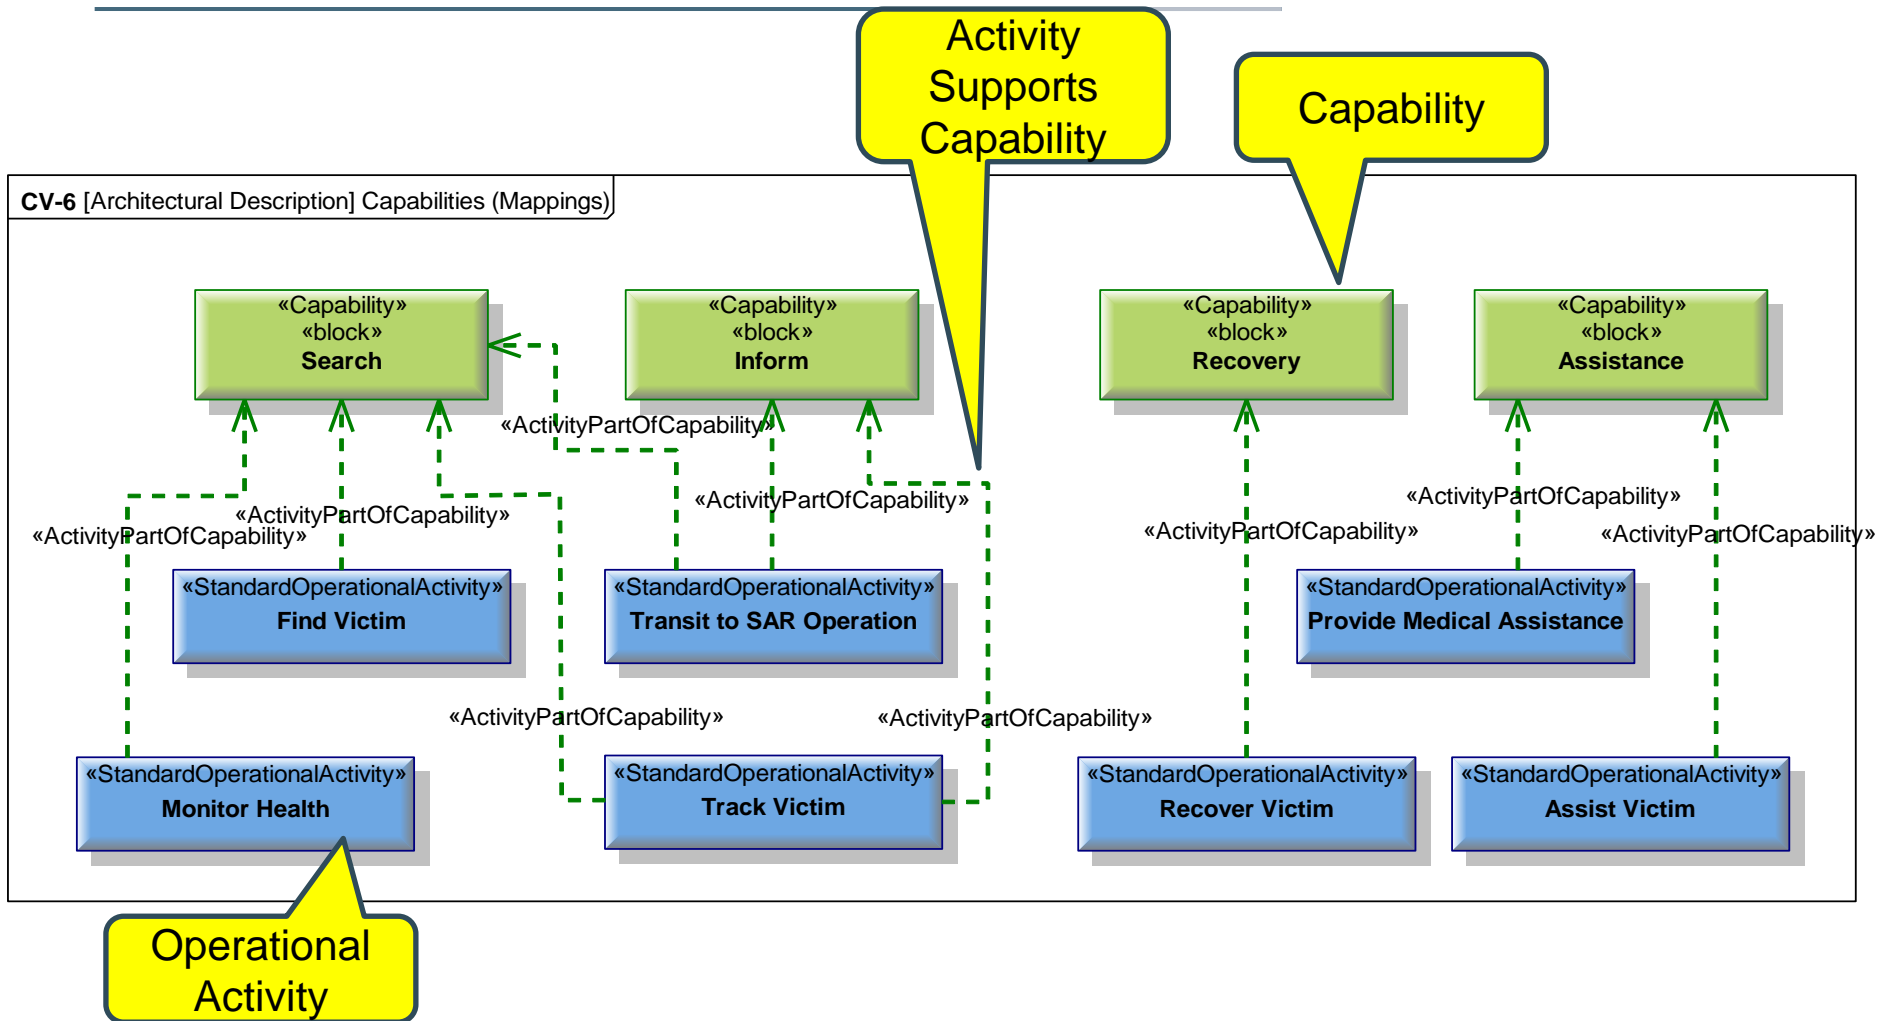 Activity
Supports
Capability
Capability
CV-6 [Architectural Description] Capabilities (Mappings)
«Capability»
«block»
Search
«Capability»
«block»
Inform
«Capability»
«block»
Recovery
«Capability»
«block»
Assistance
«ActivityPartOfCapability»
«ActivityPartOfCapability»
«ActivityPartOfCapability»
«ActivityPartOfCapability»
«ActivityPartOfCapability»
«ActivityPartOfCapability»
«ActivityPartOfCapability»
«StandardOperationalActivity»
Find Victim
«StandardOperationalActivity»
Transit to SAR Operation
«StandardOperationalActivity»
Provide Medical Assistance
«ActivityPartOfCapability»
«ActivityPartOfCapability»
«StandardOperationalActivity»
Monitor Health
«StandardOperationalActivity»
Track Victim
«StandardOperationalActivity»
Recover Victim
«StandardOperationalActivity»
Assist Victim
Operational
Activity